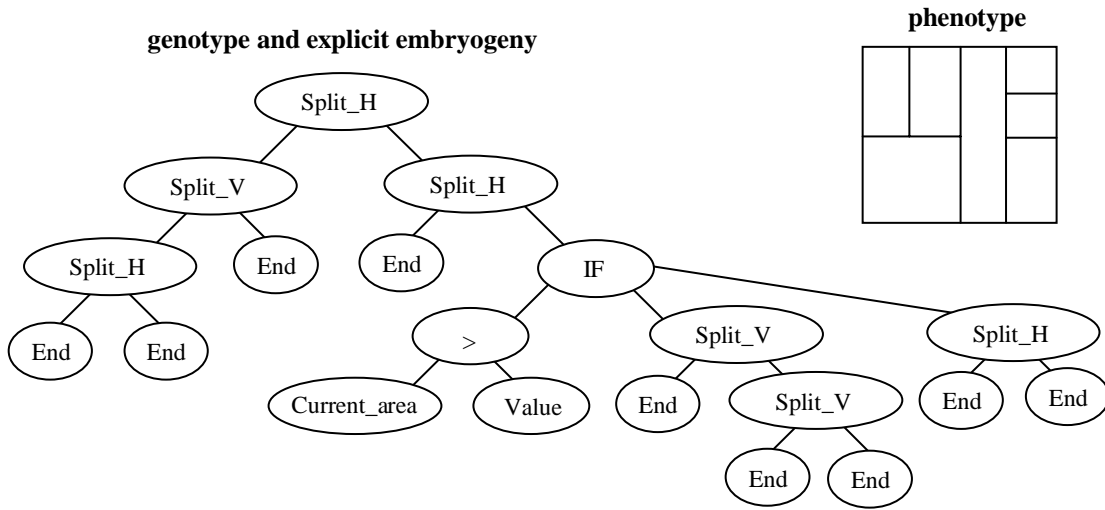 phenotype
genotype and explicit embryogeny
Split_H
Split_V
Split_H
Split_H
End
End
IF
End
End
>
Split_V
Split_H
Current_area
Value
End
Split_V
End
End
End
End